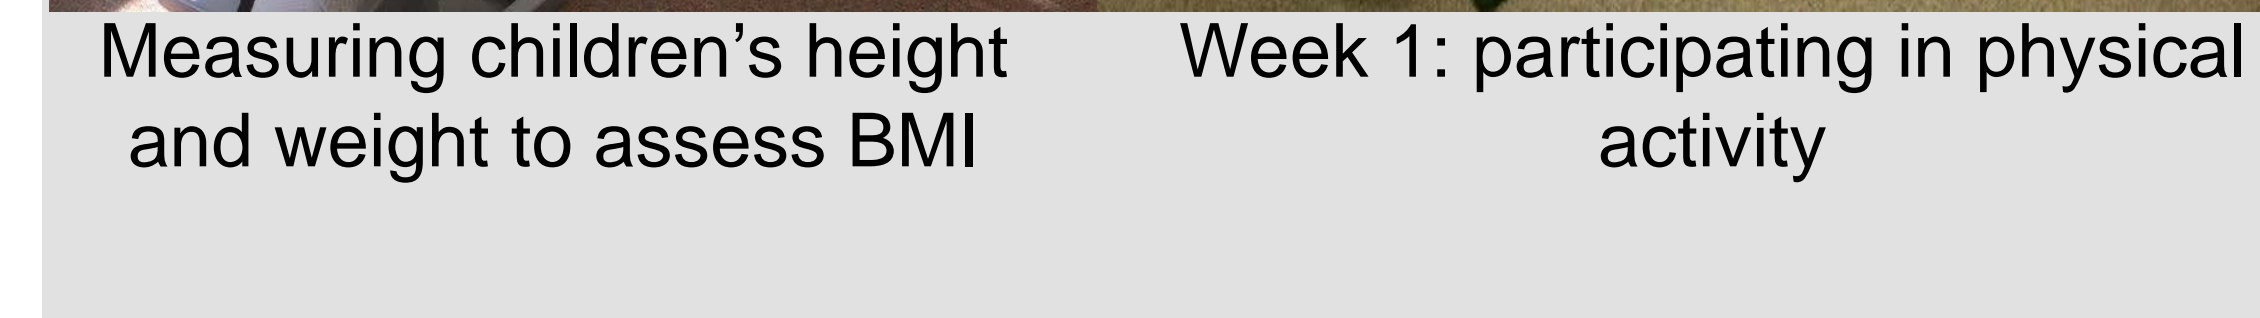 Measuring children’s height
and weight to assess BMI
Week 1: participating in physical
activity